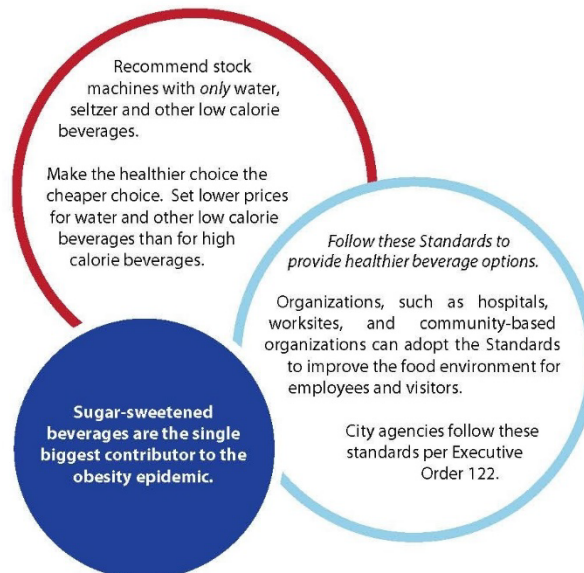 Recommend stock
machines with only water,
seltzer and other low calorie
beverages.
Make the healthier choice the
cheaper choice. Set lower prices
for water and other low calorie
beverages than for high
calorie beverages.
Follow these Standards to
provide healthier beverage options.
Organizations, such as hospitals,
worksites, and community-based
organizations can adopt the Standards
to improve the food environment for
employees and visitors.
City agencies follow these
standards per Executive
Order 122.
Sugar-sweetened
beverages are the single
biggest contributor to the
obesity epidemic.